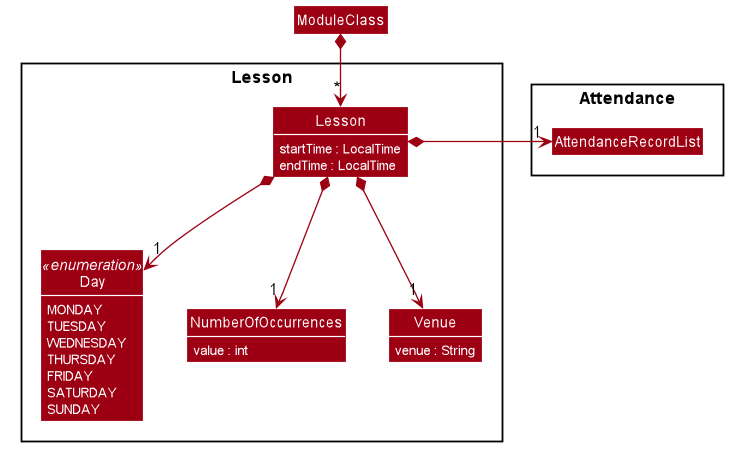 ModuleClass
*
Lesson
Lesson
startTime : LocalTime
endTime : LocalTime
Attendance
1
AttendanceRecordList
1
«enumeration»
Day
MONDAY
TUESDAY
WEDNESDAY
THURSDAY
FRIDAY
SATURDAY
SUNDAY
1
NumberOfOccurrences
value : int
1
Venue
venue : String